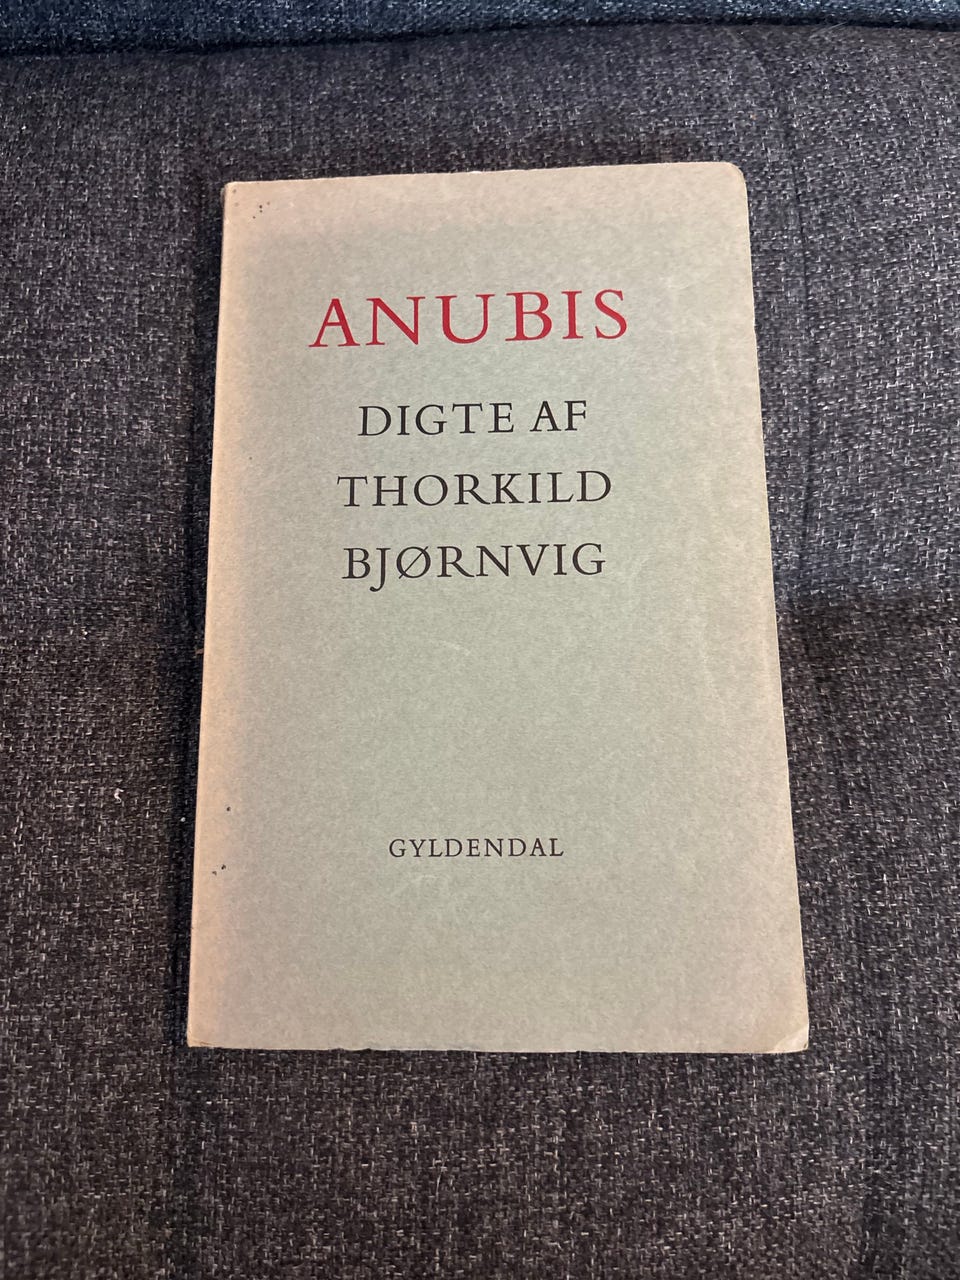 ANUBIS
DIGTE AF
THORKILD
BJØRNVIG
GYLDENDAL